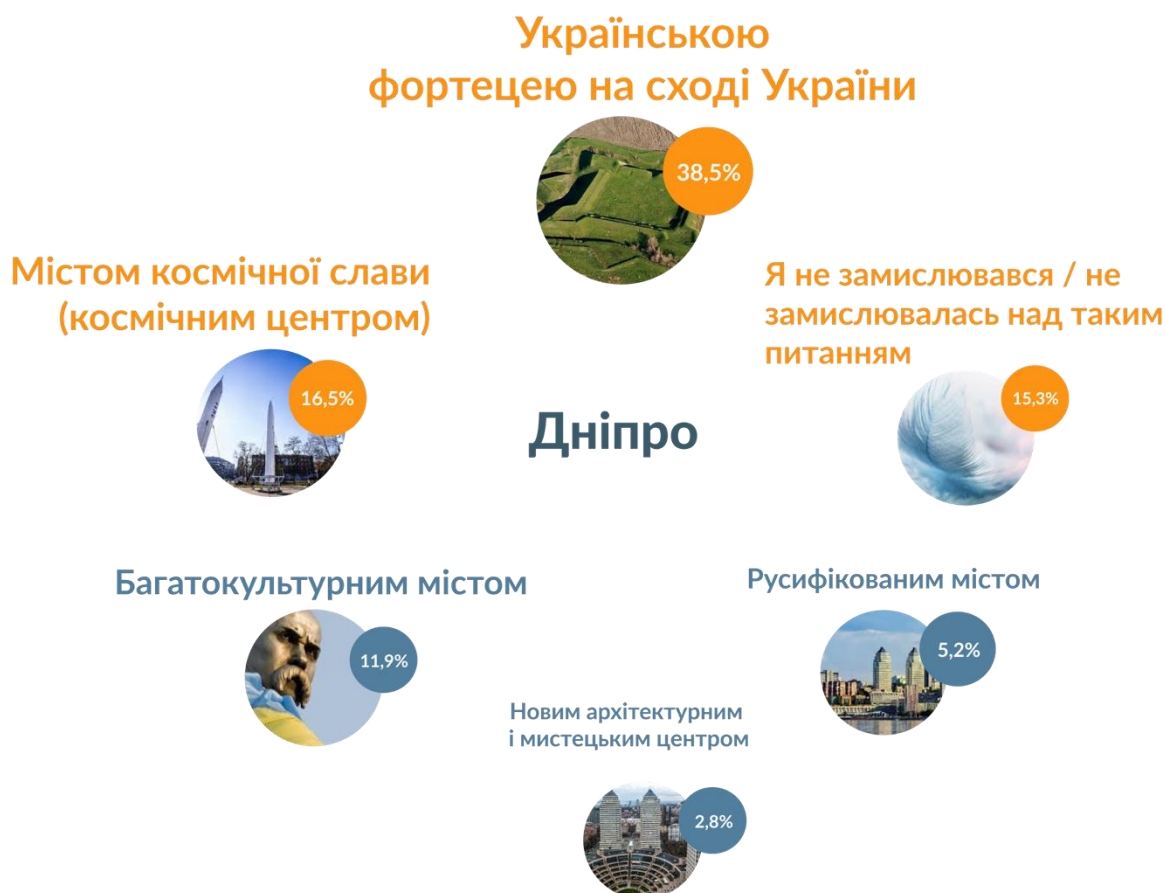 Українською
фортецею на сході України
38,5%
Містом космічної слави
(космічним центром)
16,5%
Я не замислювався / не
замислювалась над таким
питанням
15,3%
Дніпро
Багатокультурним містом
11,9%
Русифікованим містом
5,2%
Новим архітектурним
і мистецьким центром
2,8%